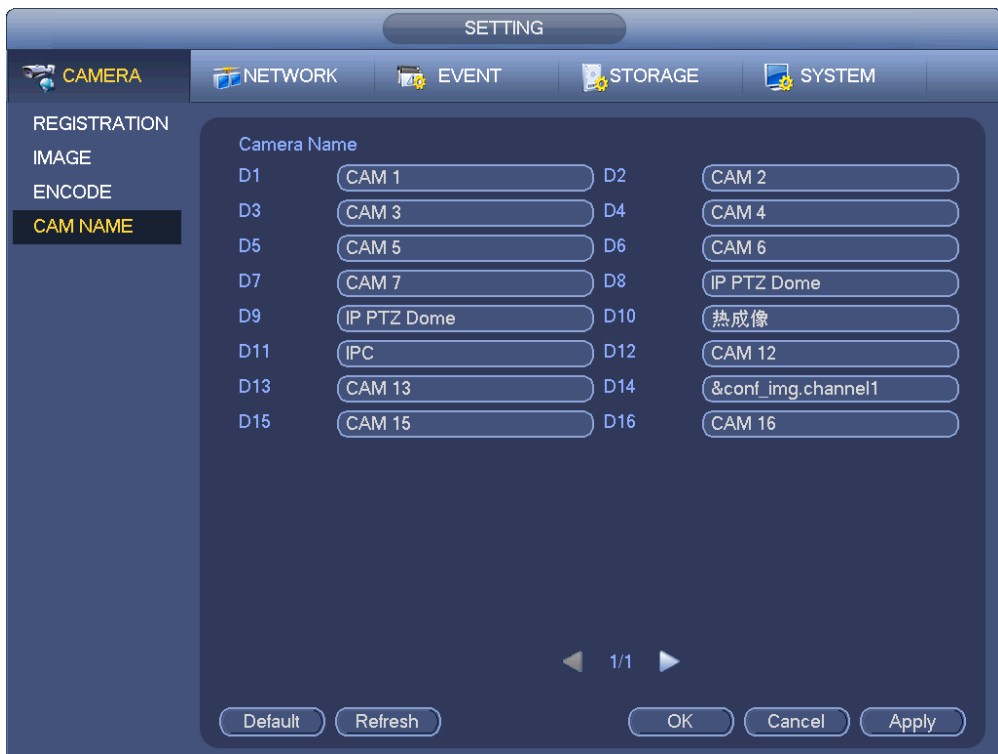 SETTING
CAMERA NETWORK EVENT STORAGE SYSTEM
REGISTRATION
IMAGE
ENCODE
CAM NAME
Camera Name
D1 CAM 1 D2 CAM 2
D3 CAM 3 D4 CAM 4
D5 CAM 5 D6 CAM 6
D7 CAM 7 D8 IP PTZ Dome
D9 IP PTZ Dome D10 热成像
D11 IPC D12 CAM 12
D13 CAM 13 D14 &conf_img.channel1
D15 CAM 15 D16 CAM 16
1/1
Default Refresh OK Cancel Apply